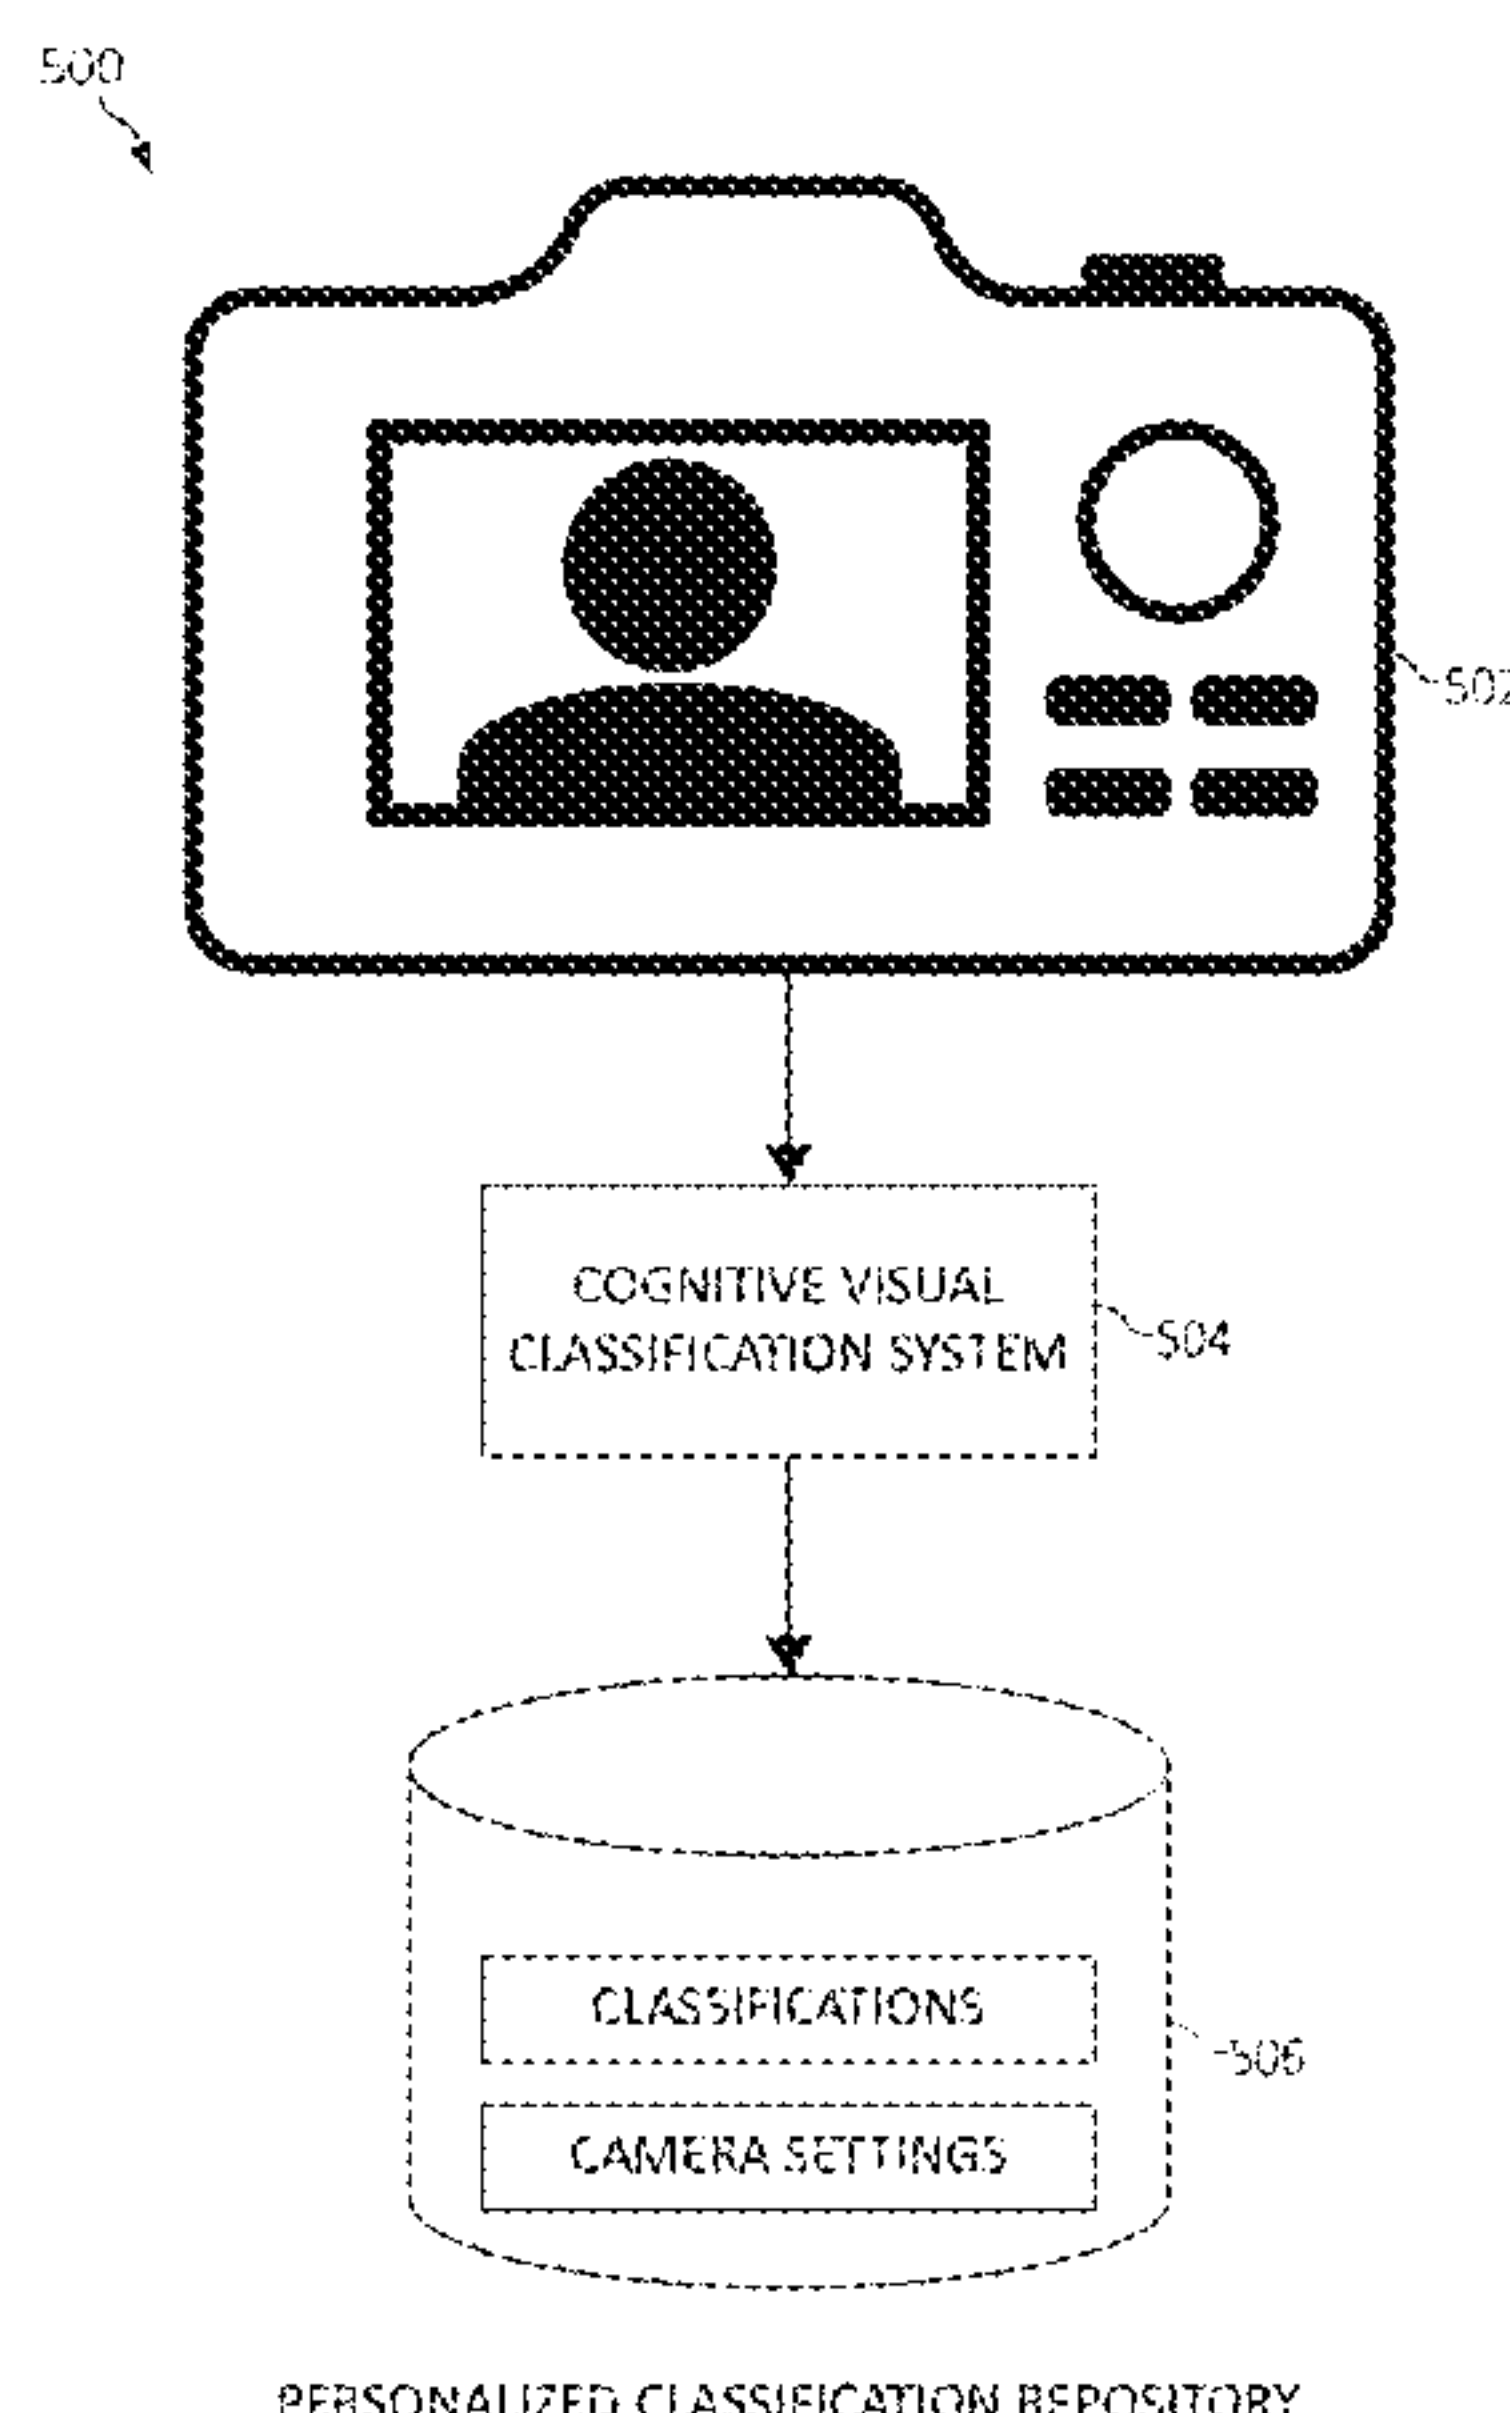 500
502
COGNITIVE VISUAL
CLASSIFICATION SYSTEM
504
CLASSIFICATIONS
506
CAMERA SETTINGS
PERSONALIZED CLASSIFICATION REPOSITORY